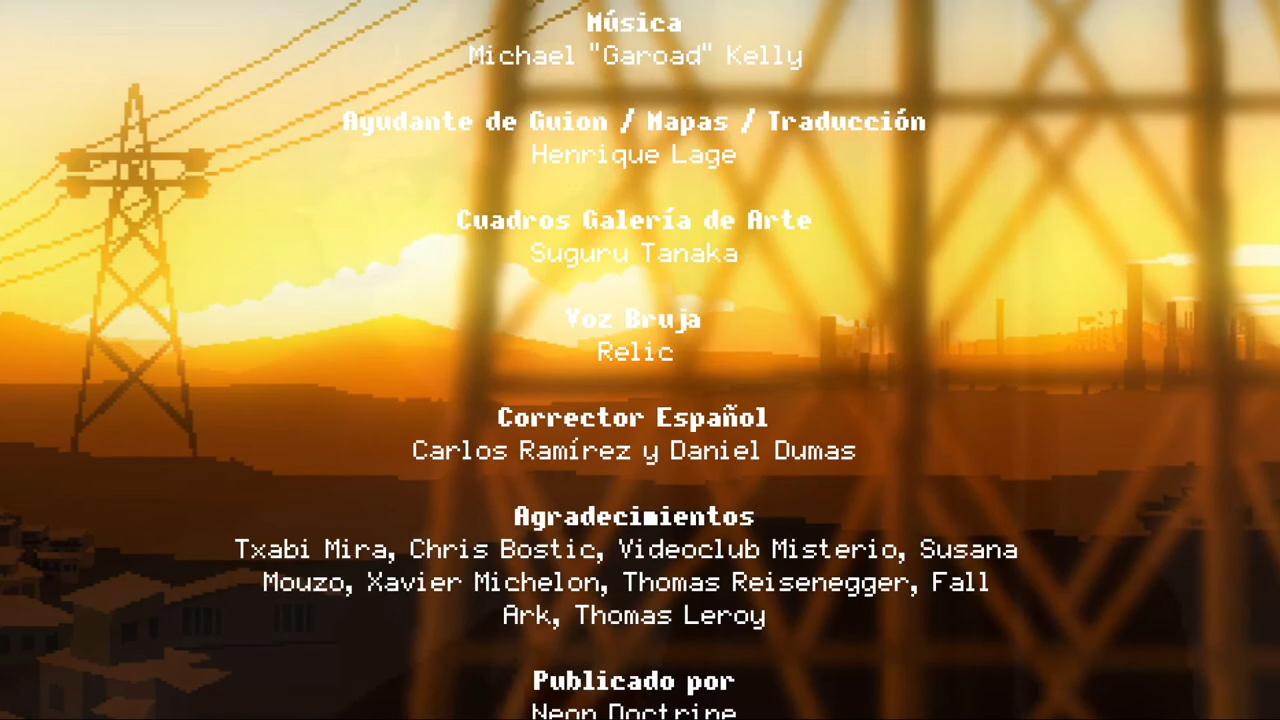 Música
Michael "Garoad" Kelly
Ayudante de Guion / Mapas / Traducción
Henrique Lage
Cuadros Galería de Arte
Suguru Tanaka
Voz Bruja
Relic
Corrector Español
Carlos Ramírez y Daniel Dumas
Agradecimientos
Txabi Mira, Chris Bostic, Videoclub Misterio, Susana
Mouzo, Xavier Michelon, Thomas Reisenegger, Fall
Ark, Thomas Leroy
Publicado por
Neon Doctrine